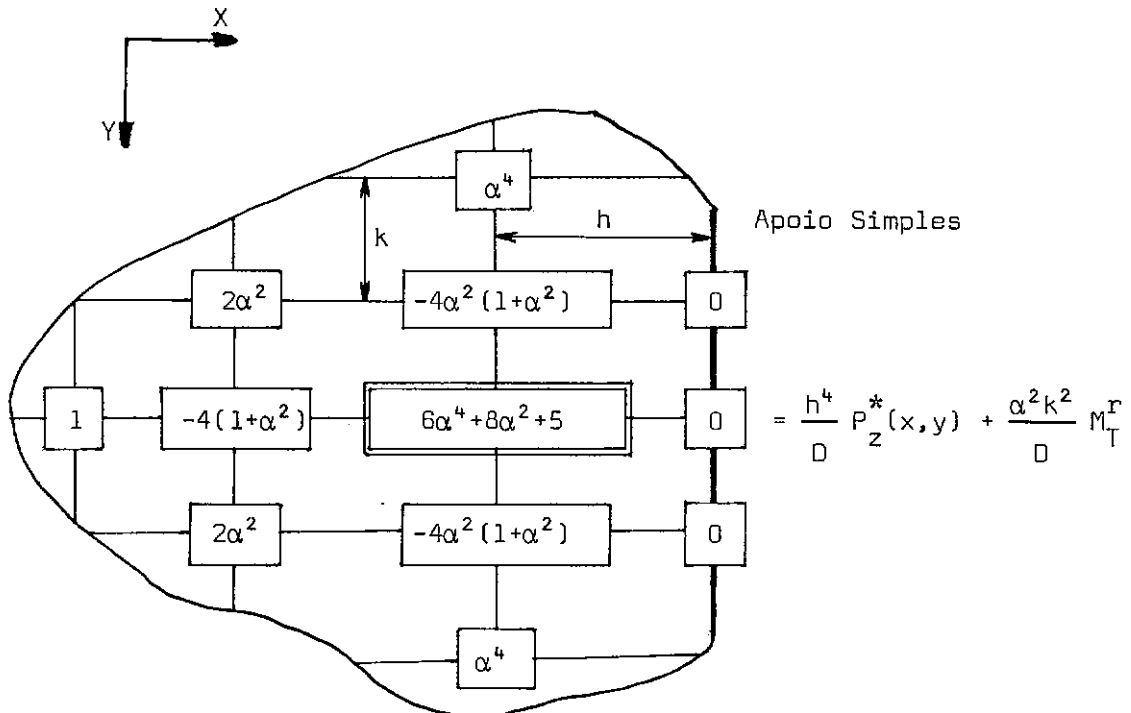 X
Y
α⁴
h
Apoio Simples
k
2α²
-4α²(1+α²)
0
1
-4(1+α²)
6α⁴+8α²+5
0
= h⁴/D P*z(x,y) + α²k²/D MᵣT
2α²
-4α²(1+α²)
0
α⁴